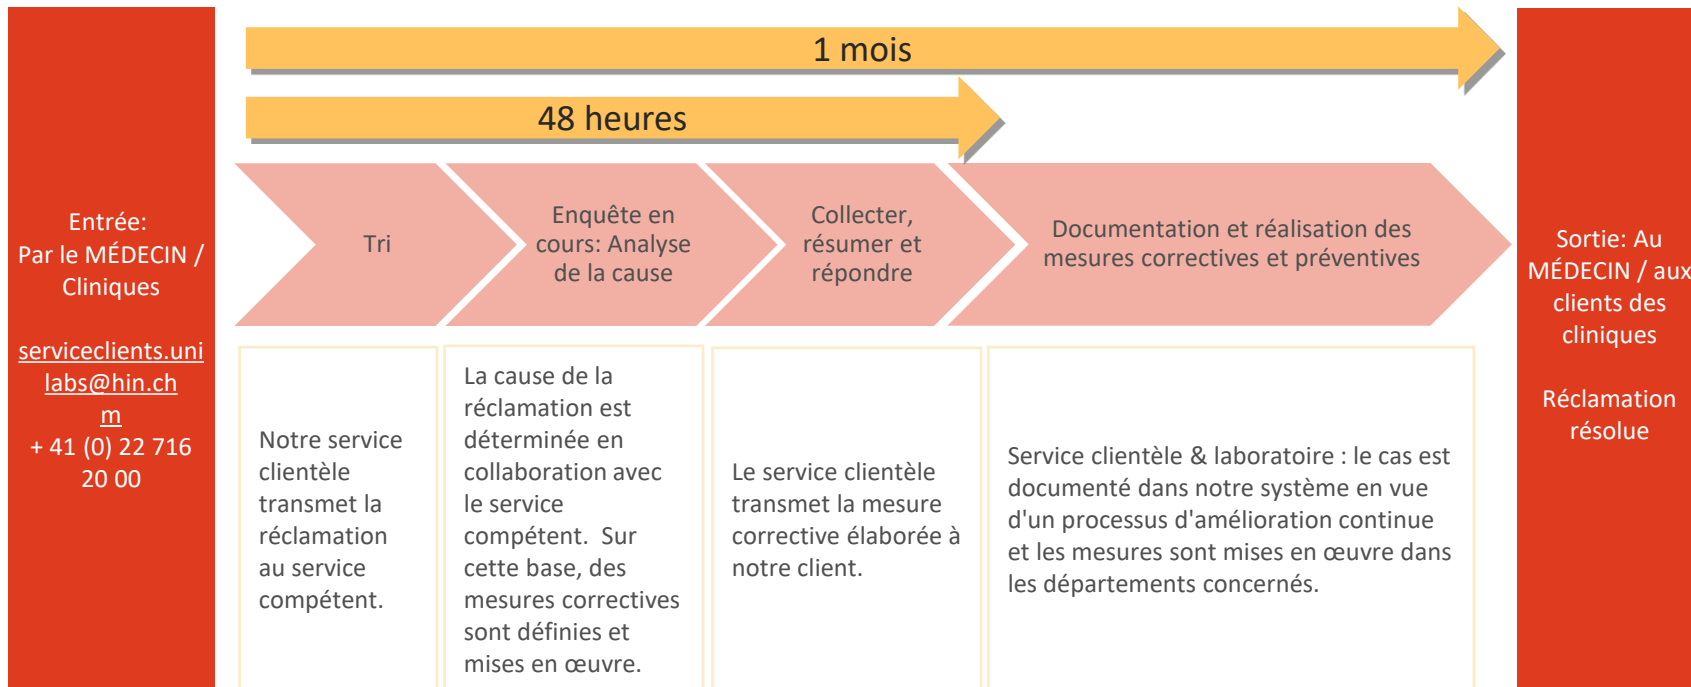 1 mois
48 heures
Entrée:
Par le MÉDECIN /
Cliniques
serviceclients.uni
labs@hin.ch
m
+ 41 (0) 22 716
20 00
Tri
Enquête en
cours: Analyse
de la cause
Collecter,
résumer et
répondre
Documentation et réalisation des
mesures correctives et préventives
Notre service
clientèle
transmet la
réclamation
au service
compétent.
La cause de la
réclamation est
déterminée en
collaboration avec
le service
compétent.  Sur
cette base, des
mesures correctives
sont définies et
mises en œuvre.
Le service clientèle
transmet la mesure
corrective élaborée à
notre client.
Service clientèle & laboratoire : le cas est
documenté dans notre système en vue
d'un processus d'amélioration continue
et les mesures sont mises en œuvre dans
les départements concernés.
Sortie: Au
MÉDECIN / aux
clients des
cliniques
Réclamation
résolue